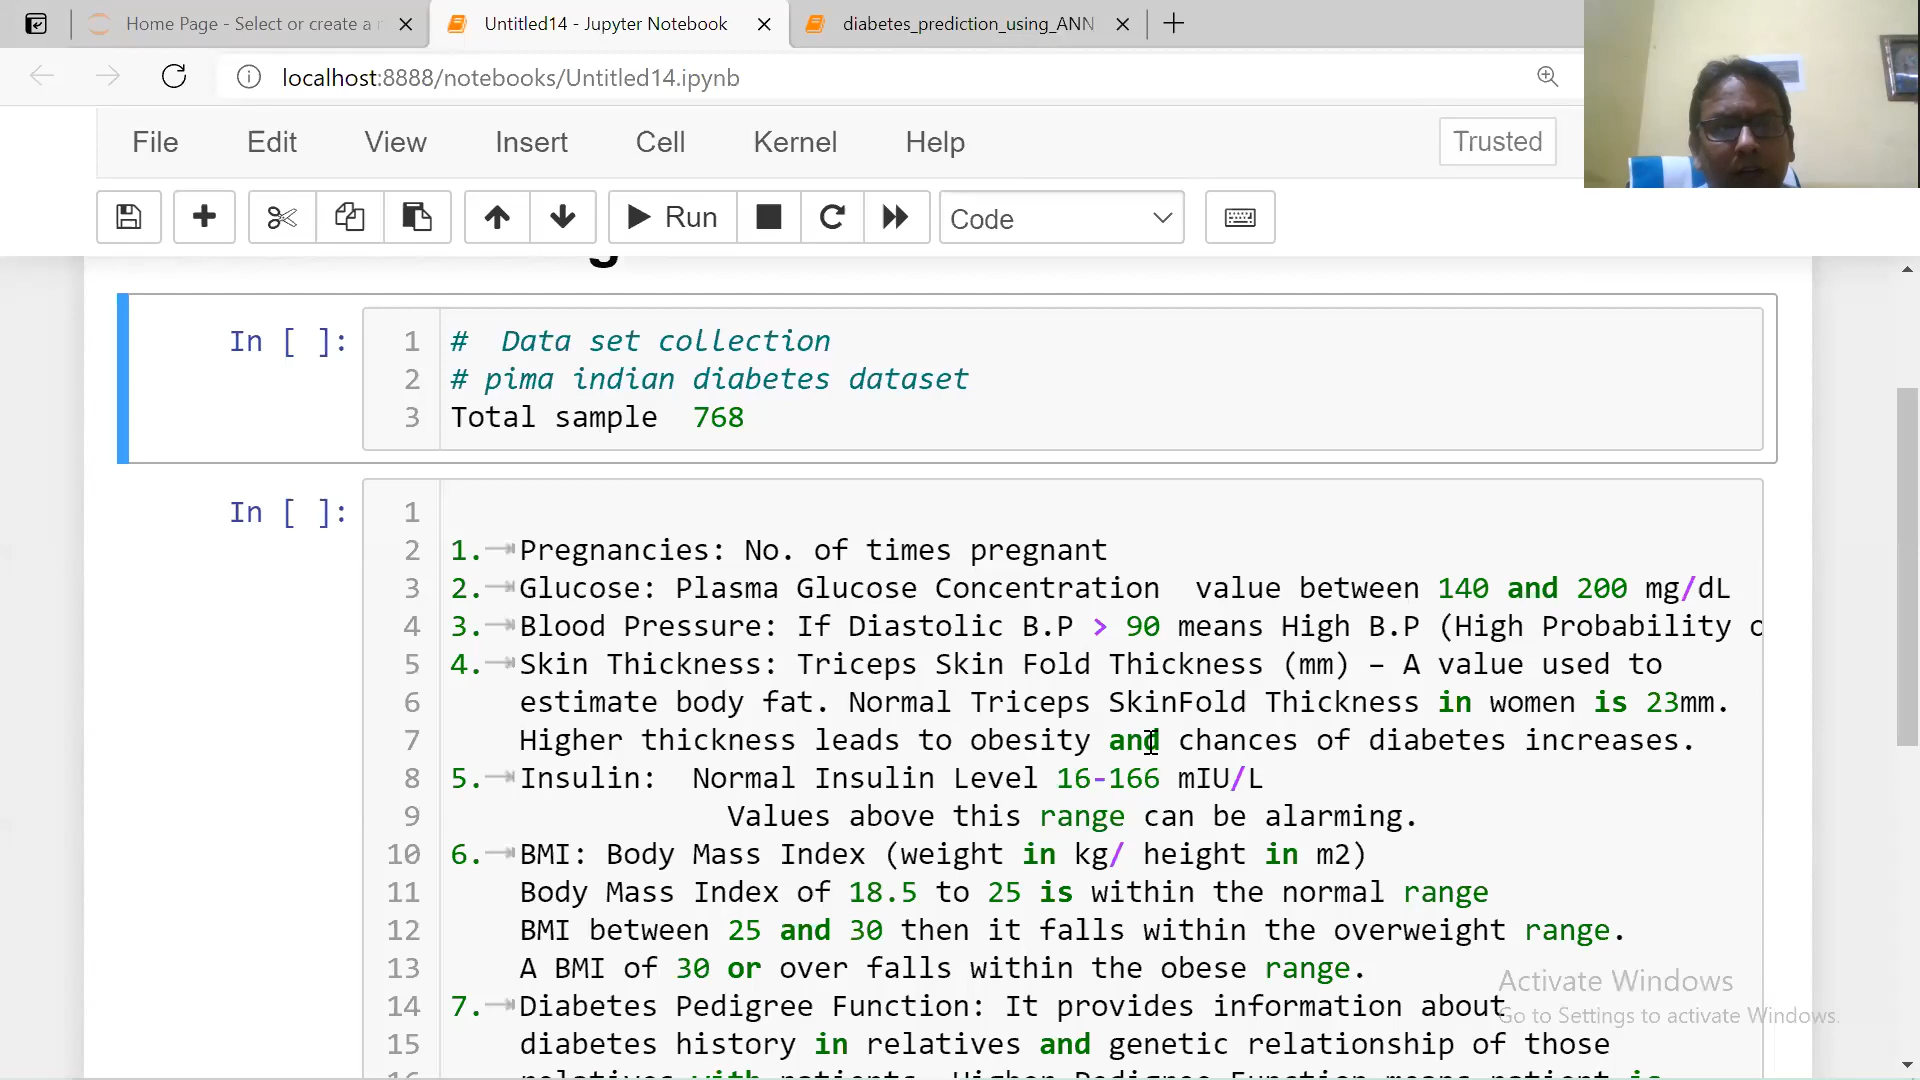 Home Page - Select or create a
Untitled14 - Jupyter Notebook
diabetes_prediction_using_ANN
localhost:8888/notebooks/Untitled14.ipynb
File Edit View Insert Cell Kernel Help Trusted
Run Code
In [ ]:
1 # Data set collection
2 # pima indian diabetes dataset
3 Total sample 768
In [ ]:
1
2 1. Pregnancies: No. of times pregnant
3 2. Glucose: Plasma Glucose Concentration value between 140 and 200 mg/dL
4 3. Blood Pressure: If Diastolic B.P > 90 means High B.P (High Probability
5 4. Skin Thickness: Triceps Skin Fold Thickness (mm) – A value used to
6 estimate body fat. Normal Triceps SkinFold Thickness in women is 23mm.
7 Higher thickness leads to obesity and chances of diabetes increases.
8 5. Insulin: Normal Insulin Level 16-166 mIU/L
9 Values above this range can be alarming.
10 6. BMI: Body Mass Index (weight in kg/ height in m2)
11 Body Mass Index of 18.5 to 25 is within the normal range
12 BMI between 25 and 30 then it falls within the overweight range.
13 A BMI of 30 or over falls within the obese range.
14 7. Diabetes Pedigree Function: It provides information about
15 diabetes history in relatives and genetic relationship of those
16 relatives with patients. Higher Pedigree Function means patient is
Activate Windows
Go to Settings to activate Windows.